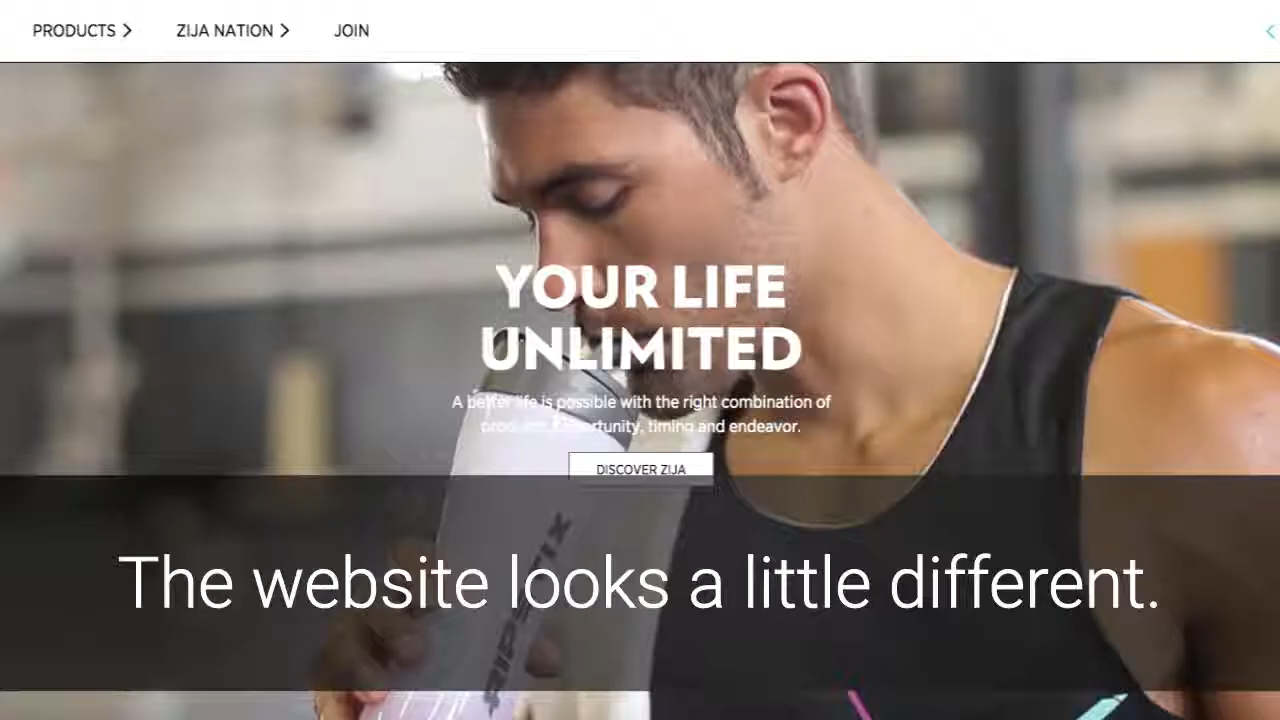 PRODUCTS ZIJA NATION JOIN
YOUR LIFE
UNLIMITED
A better life is possible with the right combination of
timing and endeavor.
DISCOVER ZIJA
The website looks a little different.
RIPSTIX